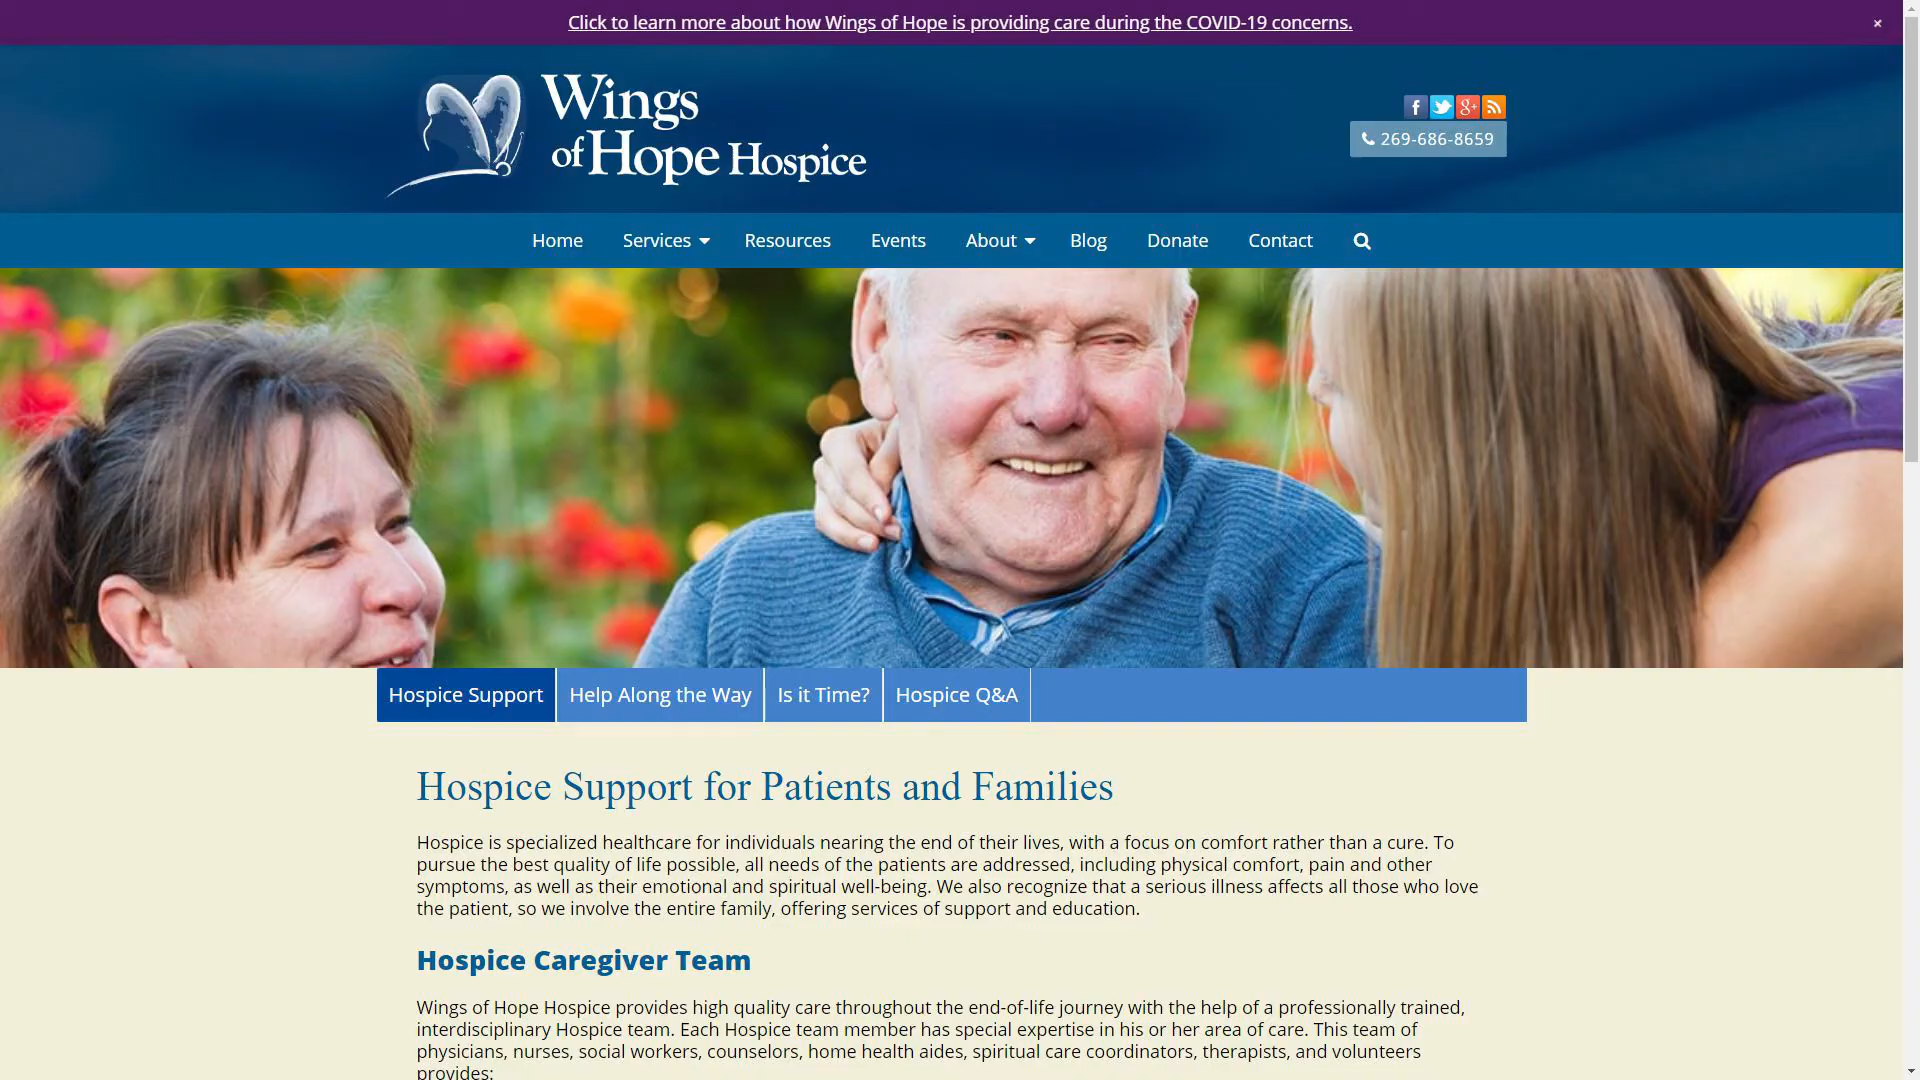 Click to learn more about how Wings of Hope is providing care during the COVID-19 concerns.
×
Wings
of Hope Hospice
269-686-8659
Home Services Resources Events About Blog Donate Contact
Hospice Support Help Along the Way Is it Time? Hospice Q&A
Hospice Support for Patients and Families
Hospice is specialized healthcare for individuals nearing the end of their lives, with a focus on comfort rather than a cure. To
pursue the best quality of life possible, all needs of the patients are addressed, including physical comfort, pain and other
symptoms, as well as their emotional and spiritual well-being. We also recognize that a serious illness affects all those who love
the patient, so we involve the entire family, offering services of support and education.
Hospice Caregiver Team
Wings of Hope Hospice provides high quality care throughout the end-of-life journey with the help of a professionally trained,
interdisciplinary Hospice team. Each Hospice team member has special expertise in his or her area of care. This team of
physicians, nurses, social workers, counselors, home health aides, spiritual care coordinators, therapists, and volunteers
provides: